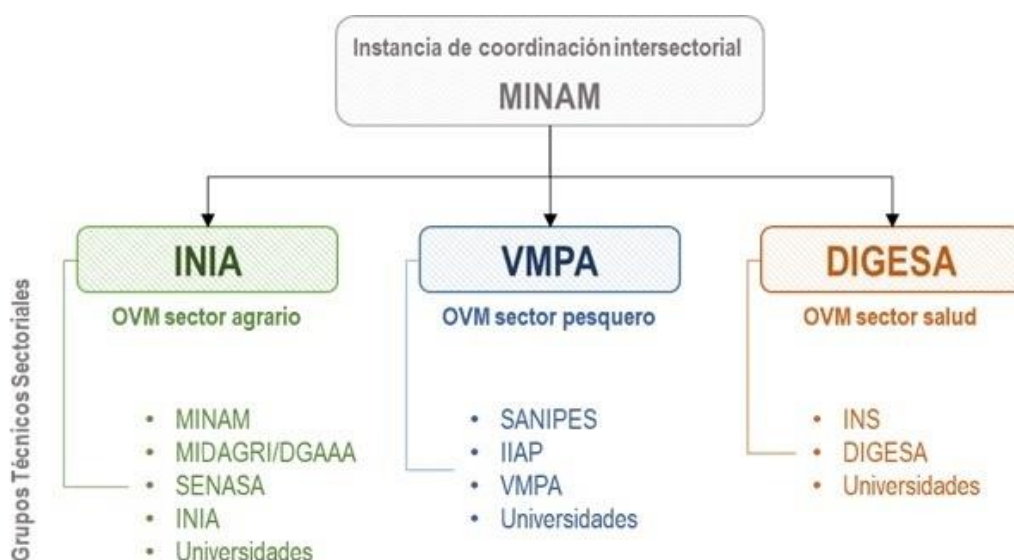 Instancia de coordinación intersectorial
MINAM
INIA
OVM sector agrario
VMPA
OVM sector pesquero
DIGESA
OVM sector salud
Grupos Técnicos Sectoriales
• MINAM
• MIDAGRI/DGAAA
• SENASA
• INIA
• Universidades
• SANIPES
• IIAP
• VMPA
• Universidades
• INS
• DIGESA
• Universidades